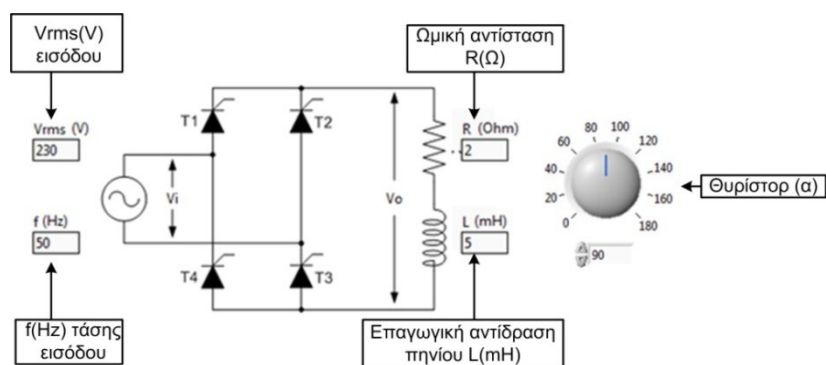 Vrms(V)
εισόδου
Ωμική αντίσταση
R(Ω)
Vrms (V)
230
f (Hz)
50
T1
T2
T4
T3
Vi
Vo
R (Ohm)
2
L (mH)
5
0
20
40
60
80
100
120
140
160
180
90
Θυρίστορ (α)
f(Hz) τάσης
εισόδου
Επαγωγική αντίδραση
πηνίου L(mH)